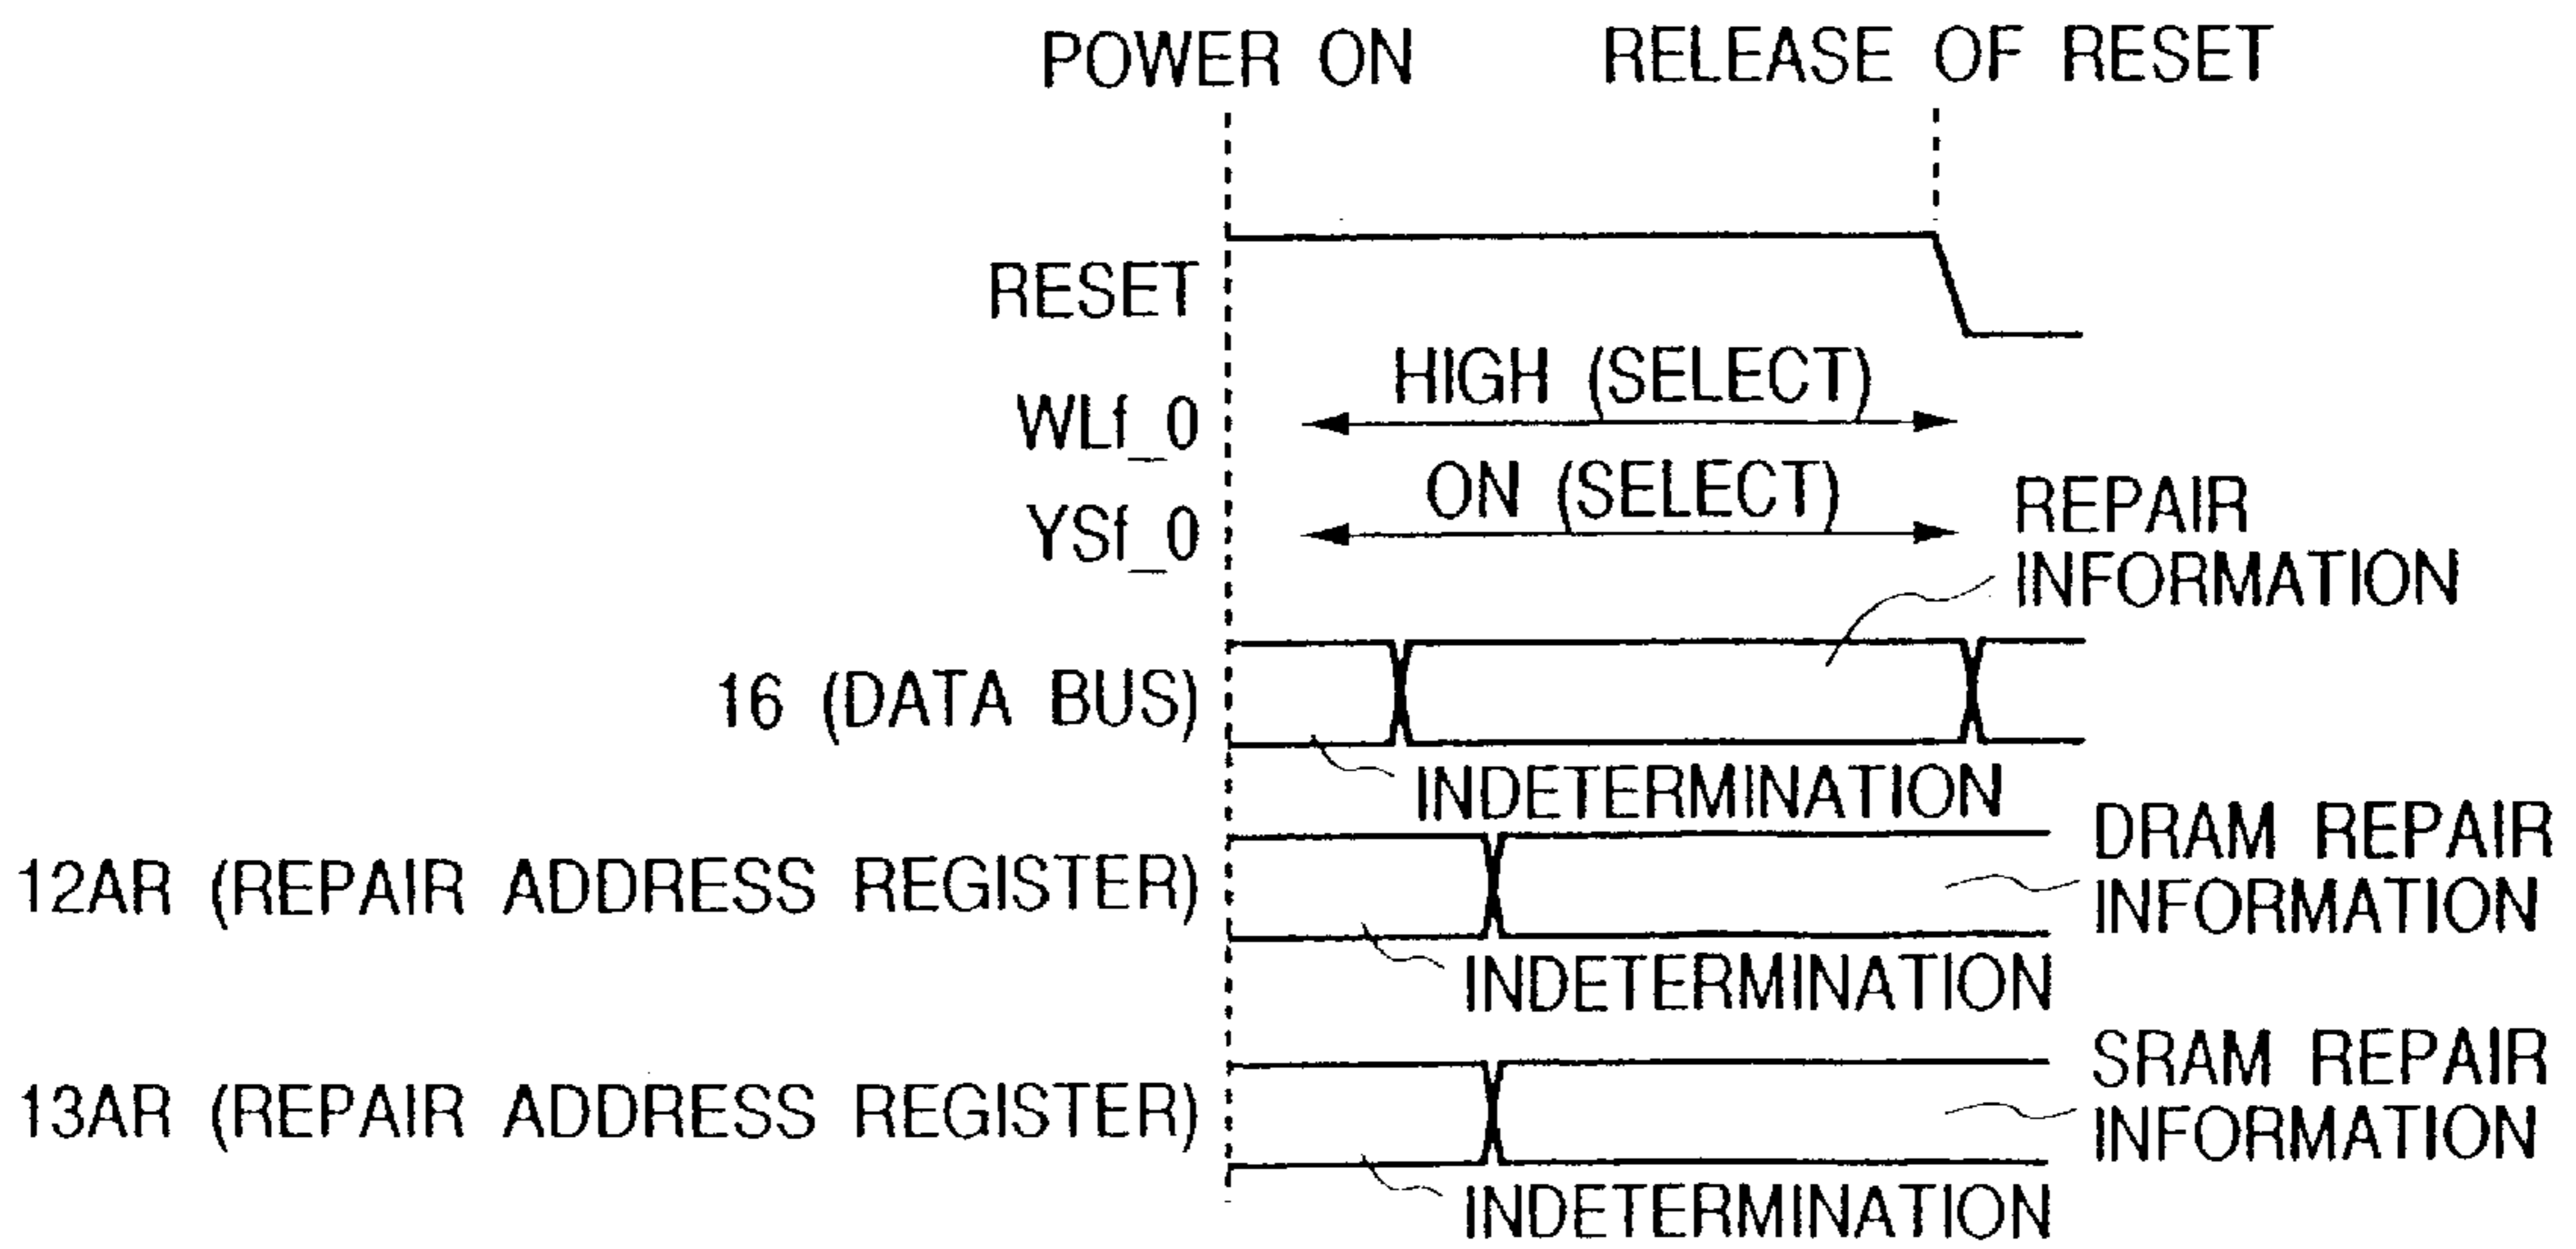 POWER ON RELEASE OF RESET
RESET
HIGH (SELECT)
WLf_0
ON (SELECT)
YSf_0
REPAIR
INFORMATION
16 (DATA BUS)
INDETERMINATION
12AR (REPAIR ADDRESS REGISTER)
DRAM REPAIR
INFORMATION
INDETERMINATION
13AR (REPAIR ADDRESS REGISTER)
SRAM REPAIR
INFORMATION
INDETERMINATION